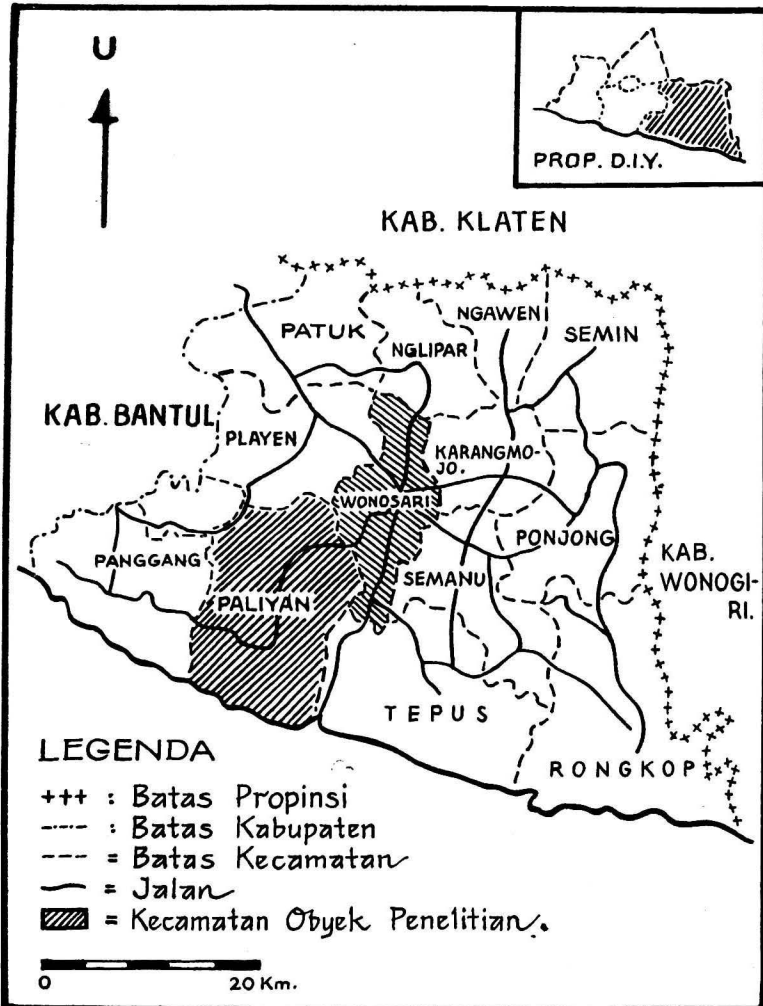 U
PROP. D.I.Y.
KAB. KLATEN
NGAWEN
SEMIN
PATUK
NGLIPAR
KAB. BANTUL
PLAYEN
KARANGMO-
JO.
WONOSARI
PONJONG
PANGGANG
SEMANU
KAB.
WONOGI-
RI.
PALIYAN
TEPUS
RONGKOP
LEGENDA
+++ : Batas Propinsi
-·-·- : Batas Kabupaten
--- = Batas Kecamatan
= Jalan
= Kecamatan Obyek Penelitian.
0 20 Km.